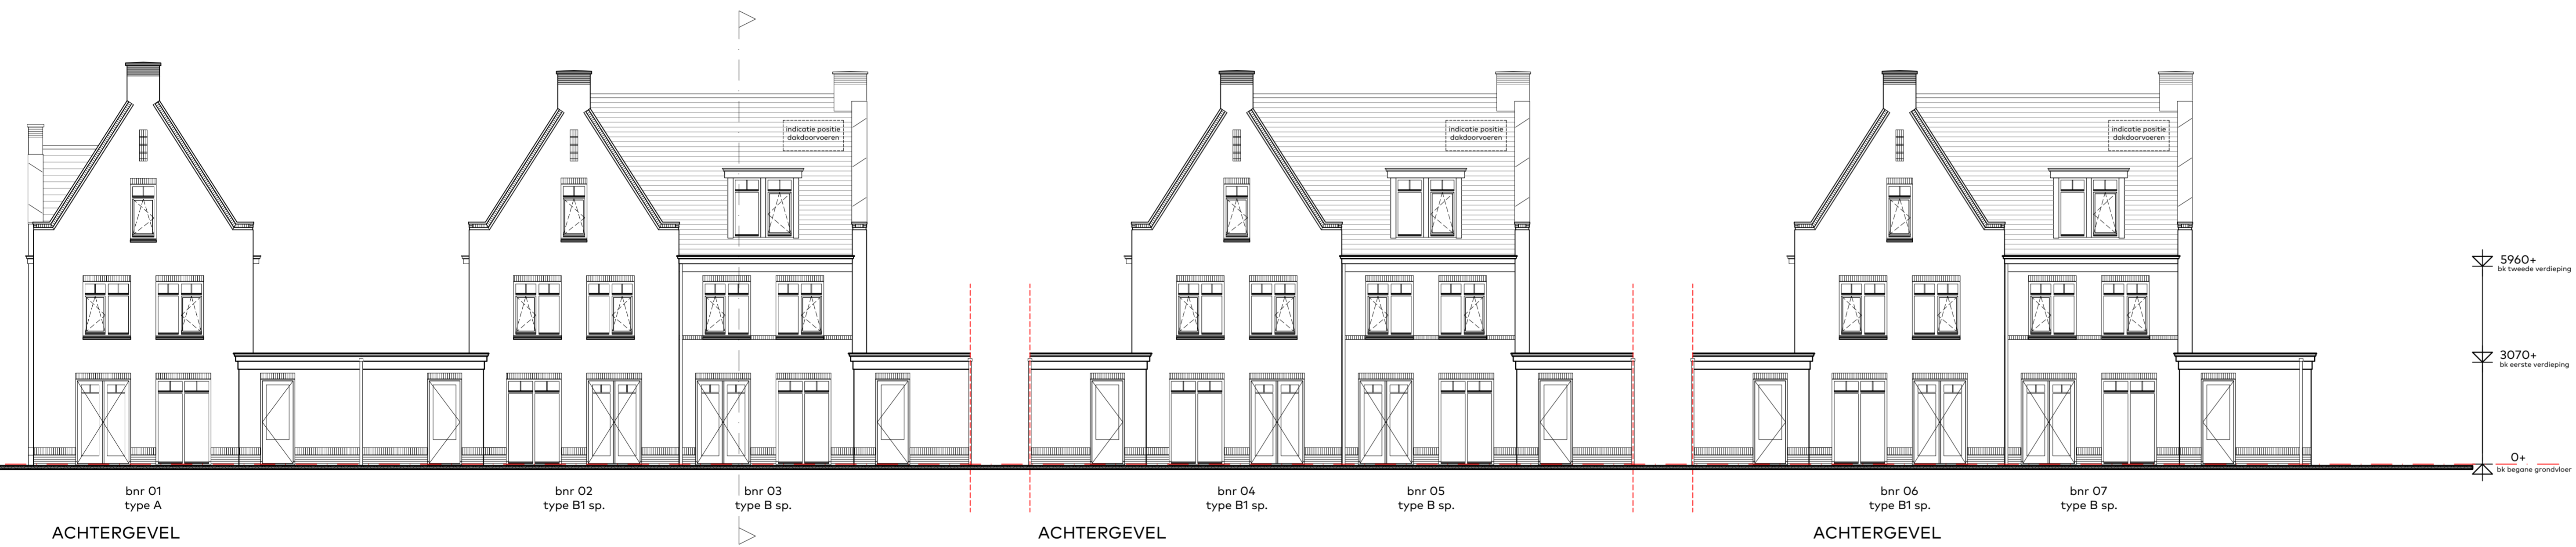 indicatie positie
dakdoorvoeren
indicatie positie
dakdoorvoeren
indicatie positie
dakdoorvoeren
5960+
bk tweede verdieping
3070+
bk eerste verdieping
0+
bk begane grondvloer
bnr 01
type A
bnr 02
type B1 sp.
bnr 03
type B sp.
bnr 04
type B1 sp.
bnr 05
type B sp.
bnr 06
type B1 sp.
bnr 07
type B sp.
ACHTERGEVEL
ACHTERGEVEL
ACHTERGEVEL